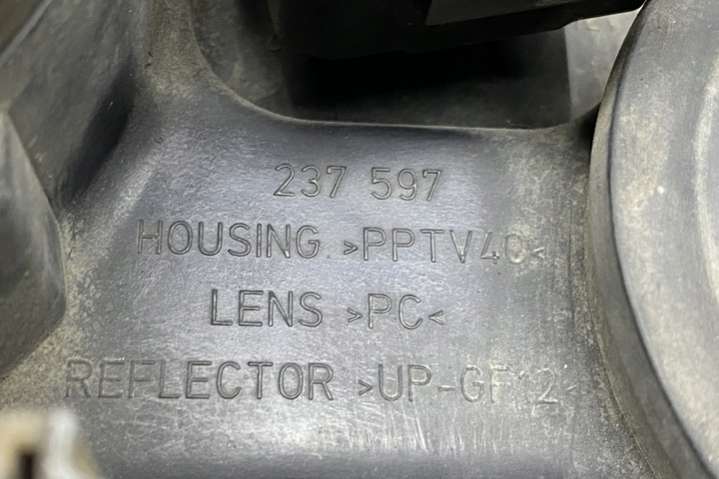 237 597
HOUSING >PPTV40<
LENS >PC<
REFLECTOR >UP-GF12<